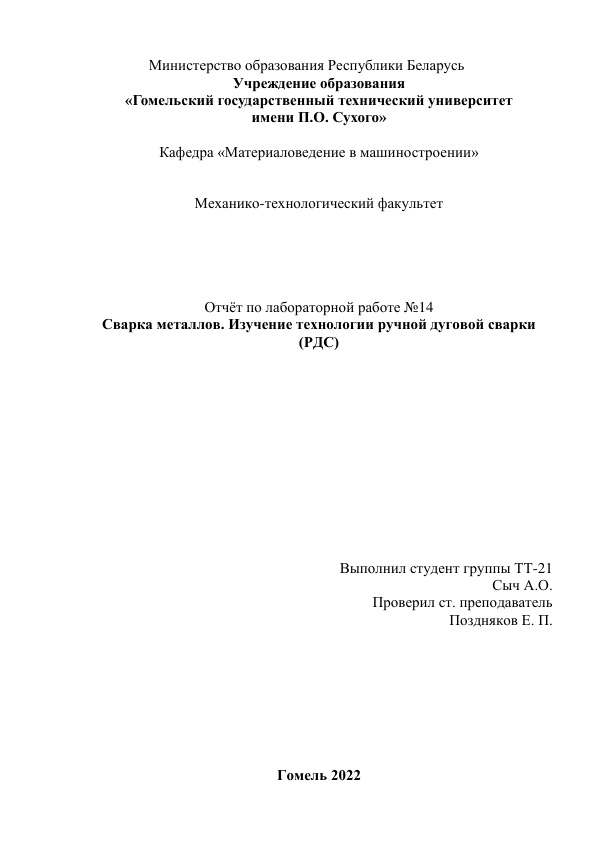 Министерство образования Республики Беларусь
Учреждение образования
«Гомельский государственный технический университет
имени П.О. Сухого»
Кафедра «Материаловедение в машиностроении»
Механико-технологический факультет
Отчёт по лабораторной работе №14
Сварка металлов. Изучение технологии ручной дуговой сварки
(РДС)
Выполнил студент группы ТТ-21
Сыч А.О.
Проверил ст. преподаватель
Поздняков Е. П.
Гомель 2022